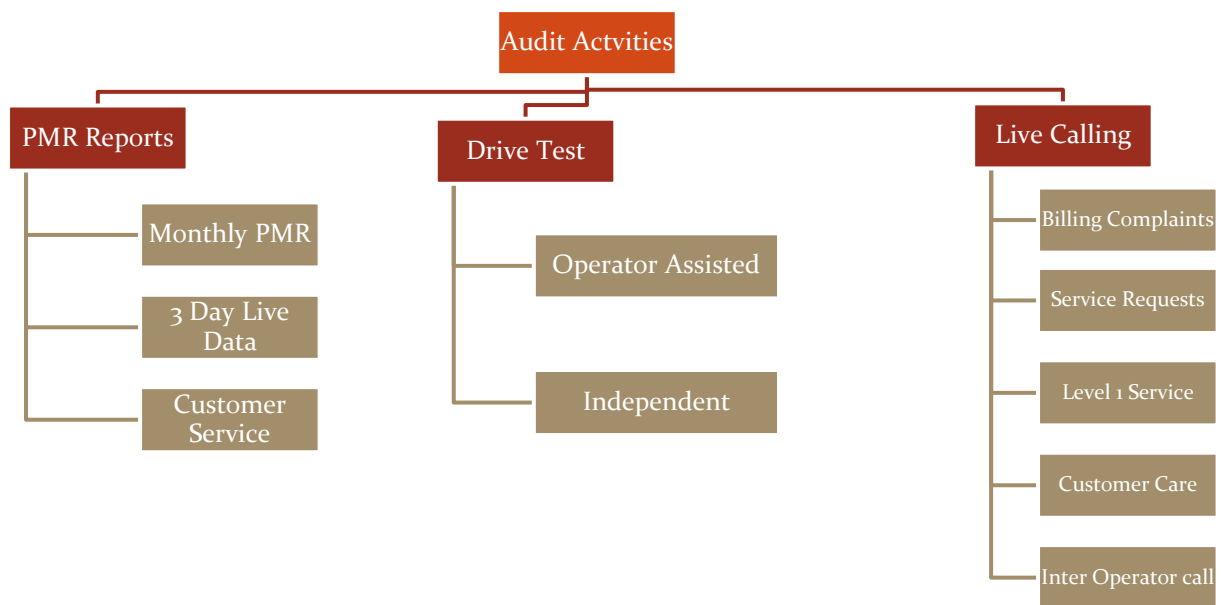 Audit Actvities
PMR Reports
Monthly PMR
3 Day Live
Data
Customer
Service
Drive Test
Operator Assisted
Independent
Live Calling
Billing Complaints
Service Requests
Level 1 Service
Customer Care
Inter Operator call